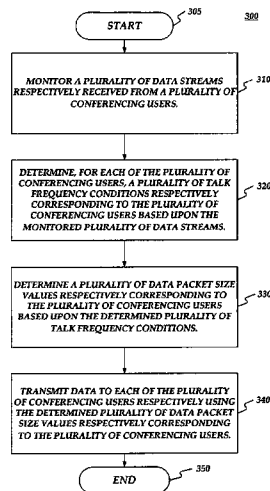 300
START
305
MONITOR A PLURALITY OF DATA STREAMS
RESPECTIVELY RECEIVED FROM A PLURALITY OF
CONFERENCING USERS.
310
DETERMINE, FOR EACH OF THE PLURALITY OF
CONFERENCING USERS, A PLURALITY OF TALK
FREQUENCY CONDITIONS RESPECTIVELY
CORRESPONDING TO THE PLURALITY OF
CONFERENCING USERS BASED UPON THE
MONITORED PLURALITY OF DATA STREAMS.
320
DETERMINE A PLURALITY OF DATA PACKET SIZE
VALUES RESPECTIVELY CORRESPONDING TO
THE PLURALITY OF CONFERENCING USERS
BASED UPON THE DETERMINED PLURALITY OF
TALK FREQUENCY CONDITIONS.
330
TRANSMIT DATA TO EACH OF THE PLURALITY
OF CONFERENCING USERS RESPECTIVELY USING
THE DETERMINED PLURALITY OF DATA PACKET
SIZE VALUES RESPECTIVELY CORRESPONDING
TO THE PLURALITY OF CONFERENCING USERS.
340
END
350